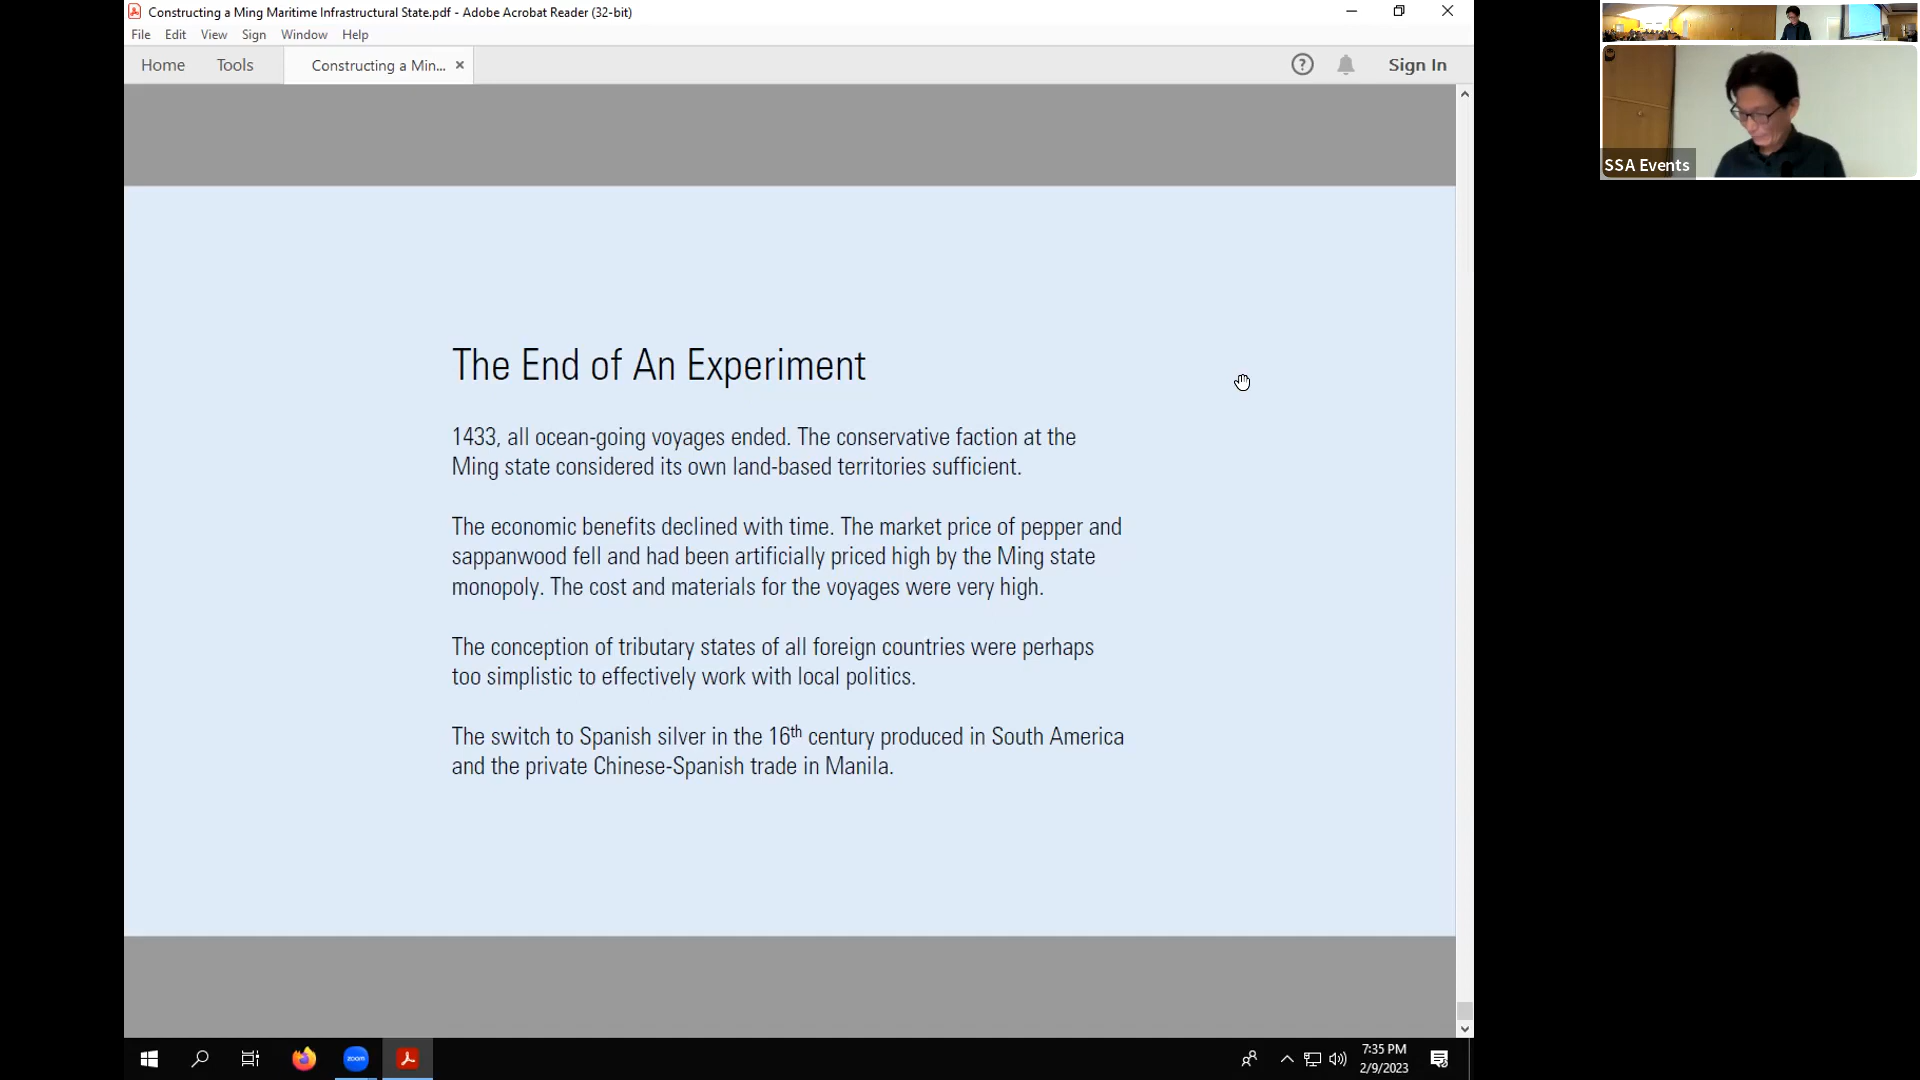 Constructing a Ming Maritime Infrastructural State.pdf - Adobe Acrobat Reader (32-bit)
File Edit View Sign Window Help
Home Tools Constructing a Min... × Sign In
The End of An Experiment
1433, all ocean-going voyages ended. The conservative faction at the
Ming state considered its own land-based territories sufficient.
The economic benefits declined with time. The market price of pepper and
sappanwood fell and had been artificially priced high by the Ming state
monopoly. The cost and materials for the voyages were very high.
The conception of tributary states of all foreign countries were perhaps
too simplistic to effectively work with local politics.
The switch to Spanish silver in the 16th century produced in South America
and the private Chinese-Spanish trade in Manila.
SSA Events
zoom
7:35 PM
2/9/2023